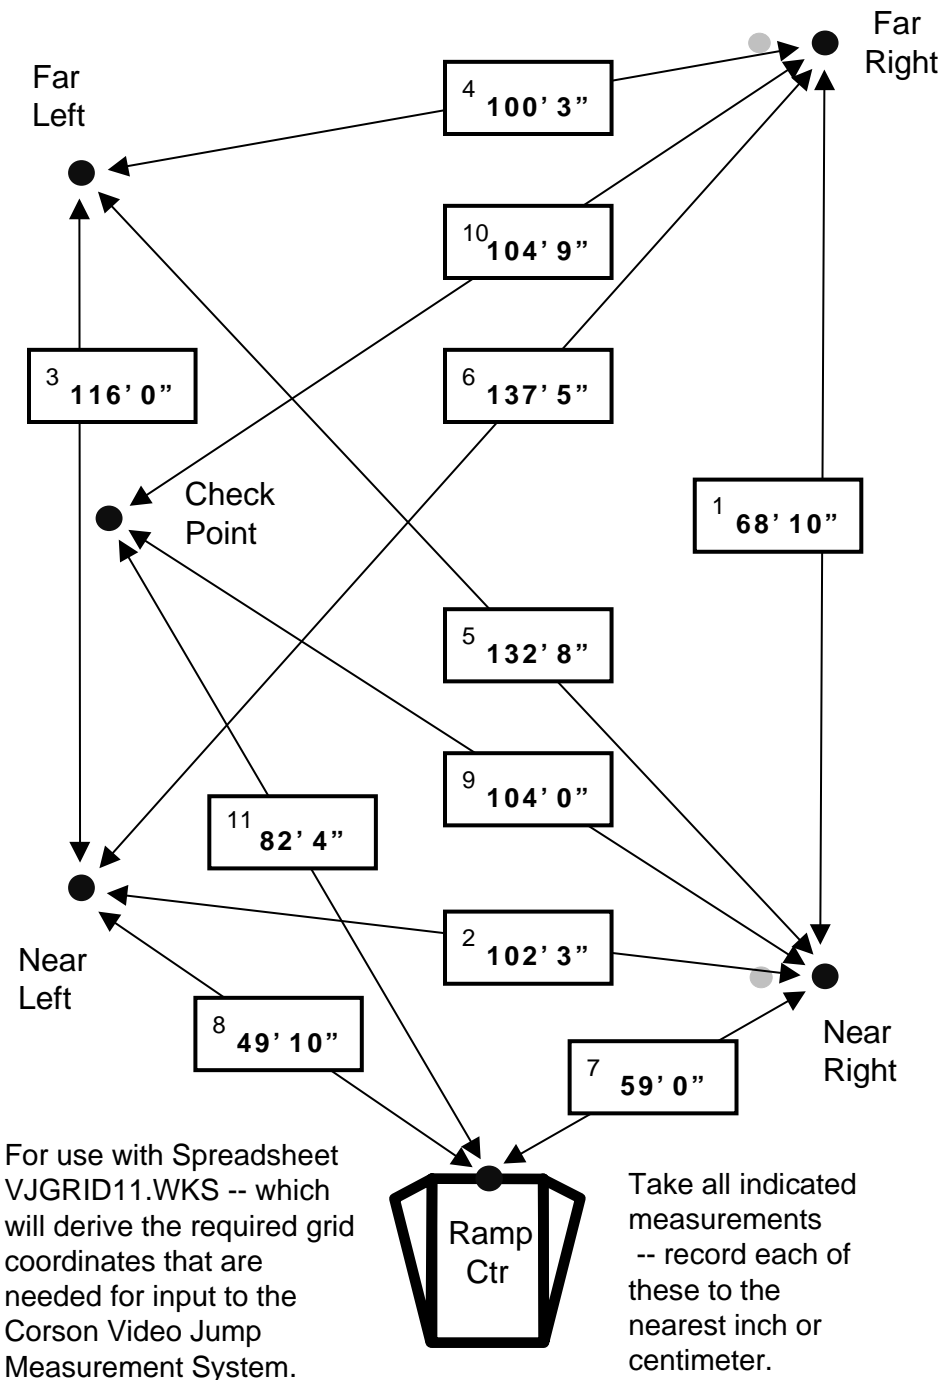 Far
Right
Far
Left
4
100' 3”
10
104' 9”
3
116' 0”
6
137' 5”
Check
Point
1
68' 10”
5
132' 8”
9
104' 0”
11
82' 4”
2
102' 3”
Near
Left
8
49' 10”
Near
Right
7
59' 0”
For use with Spreadsheet
VJGRID11.WKS -- which
will derive the required grid
coordinates that are
needed for input to the
Corson Video Jump
Measurement System.
Ramp
Ctr
Take all indicated
measurements
-- record each of
these to the
nearest inch or
centimeter.